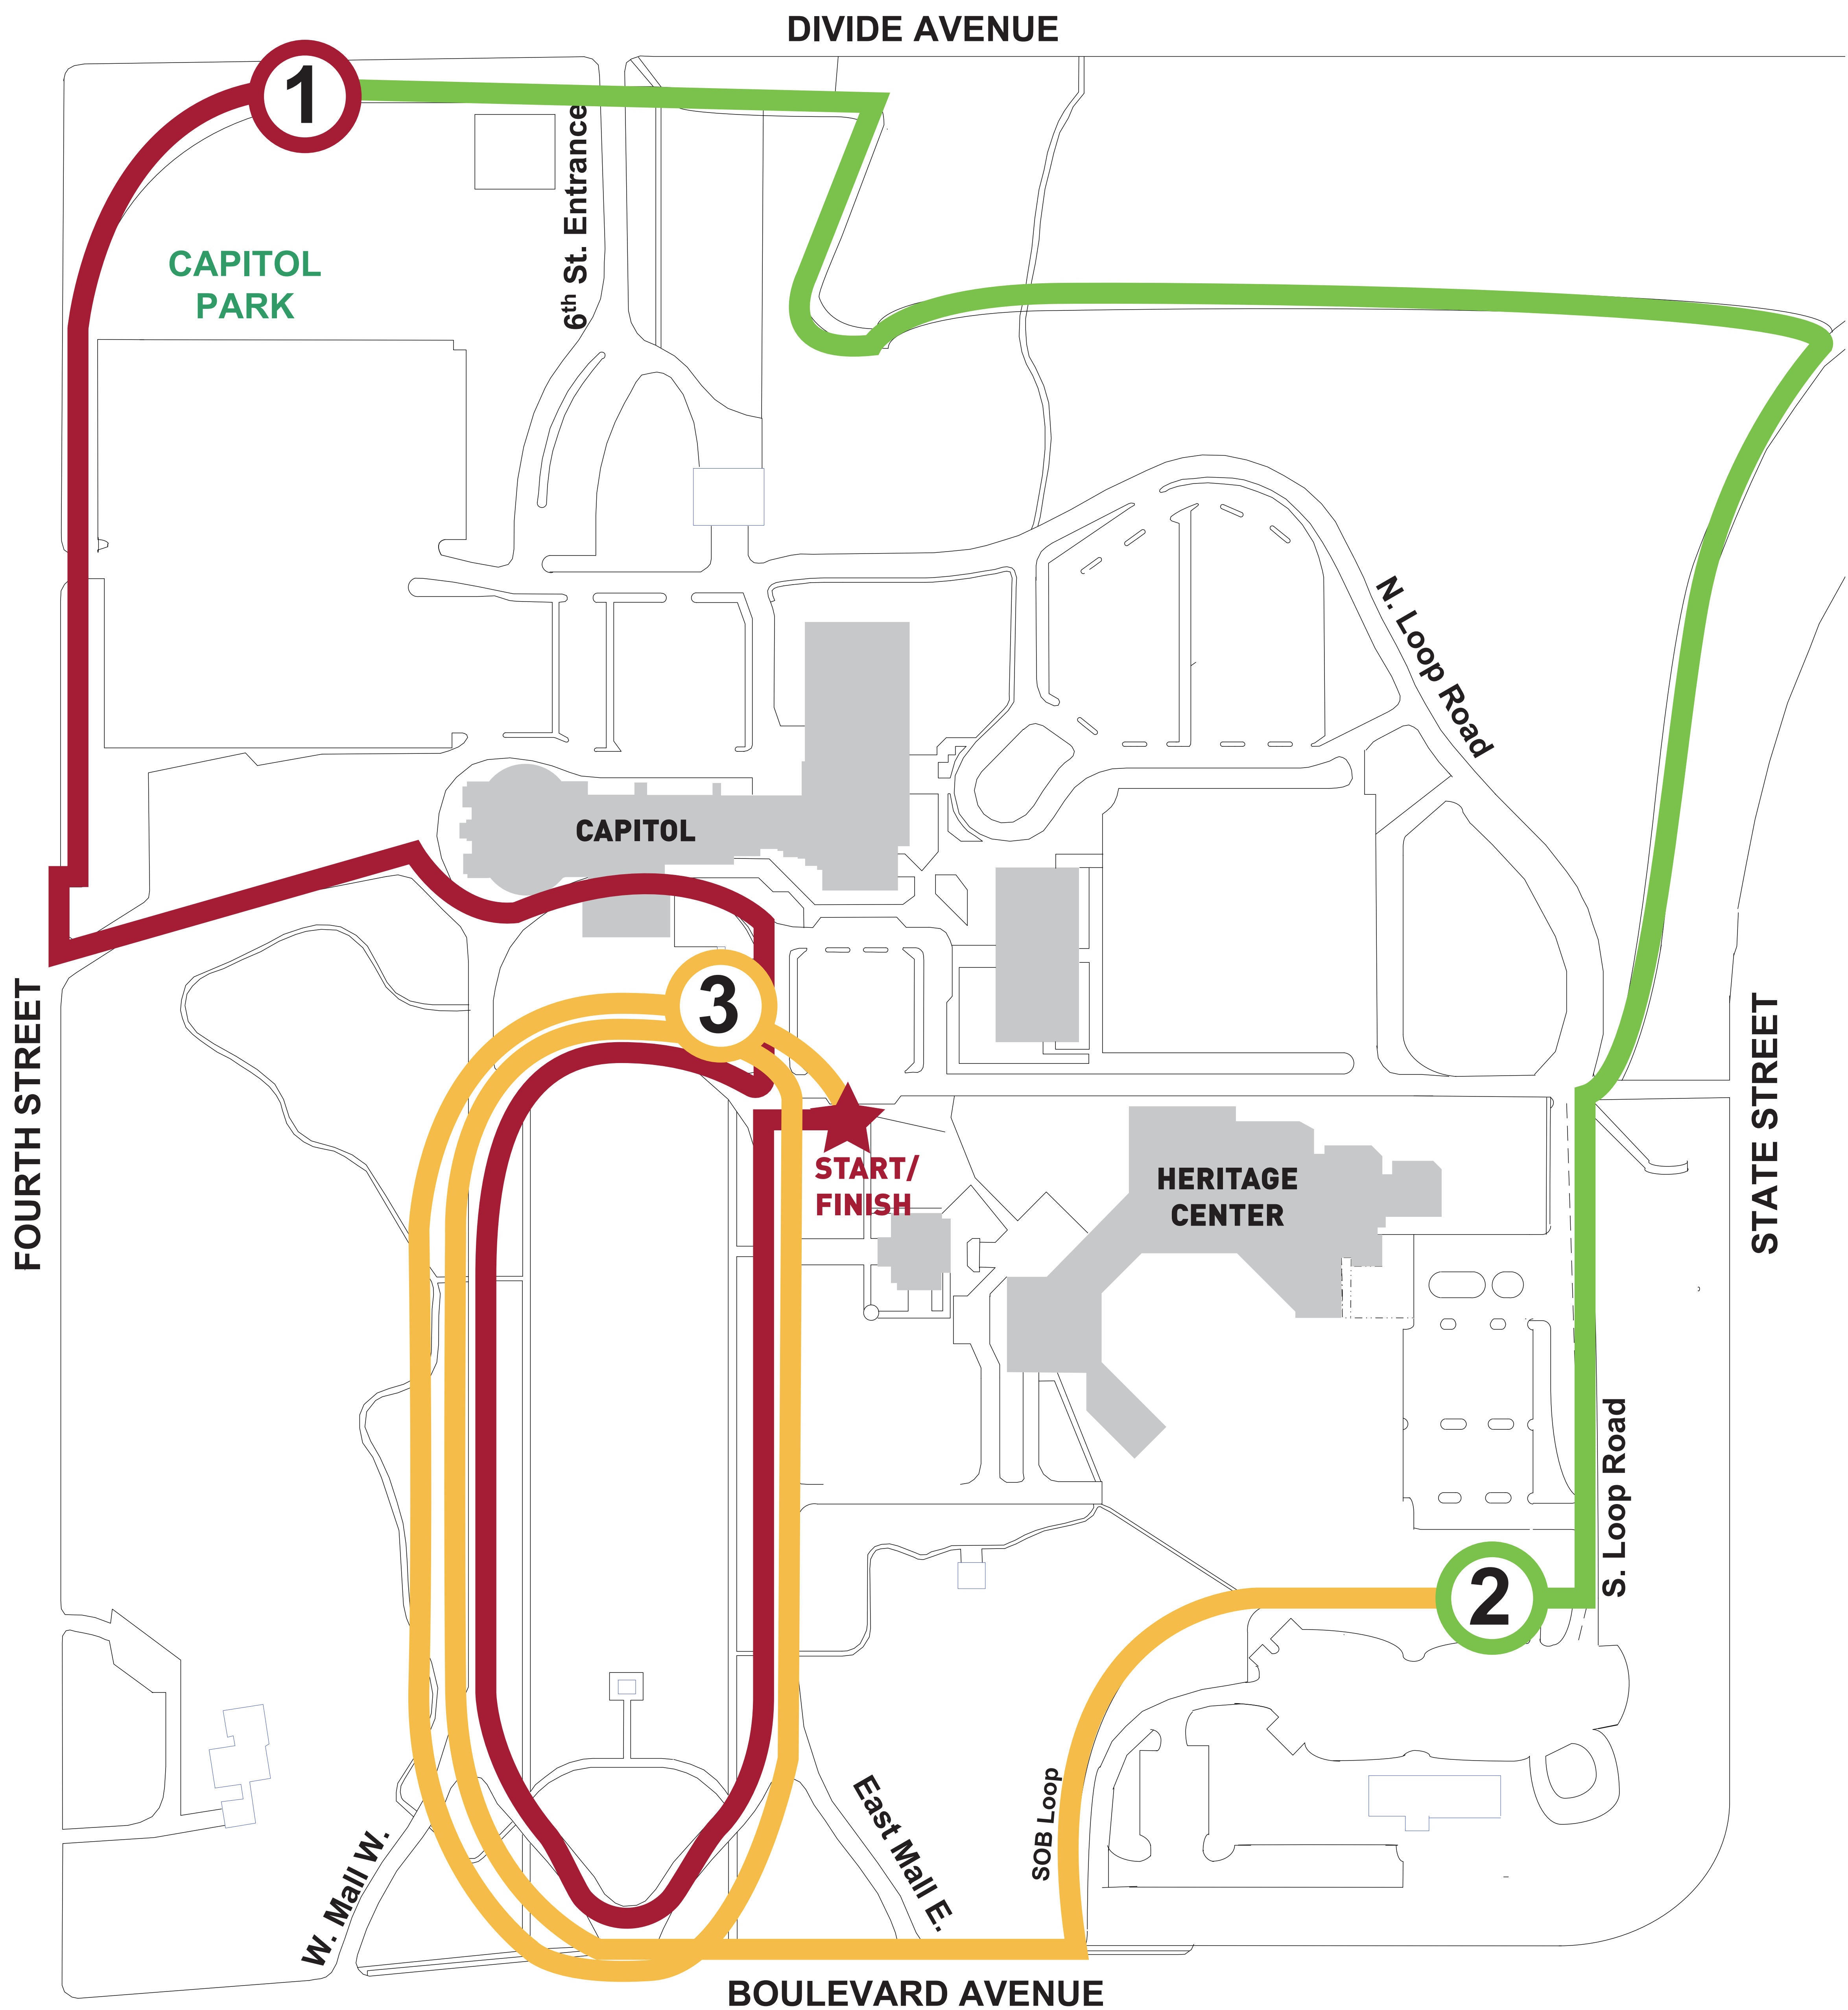 DIVIDE AVENUE
1
6th St. Entrance
CAPITOL
PARK
N. Loop Road
CAPITOL
3
FOURTH STREET
STATE STREET
START/
FINISH
HERITAGE
CENTER
S. Loop Road
2
SOB Loop
East Mall E.
W. Mall W.
BOULEVARD AVENUE